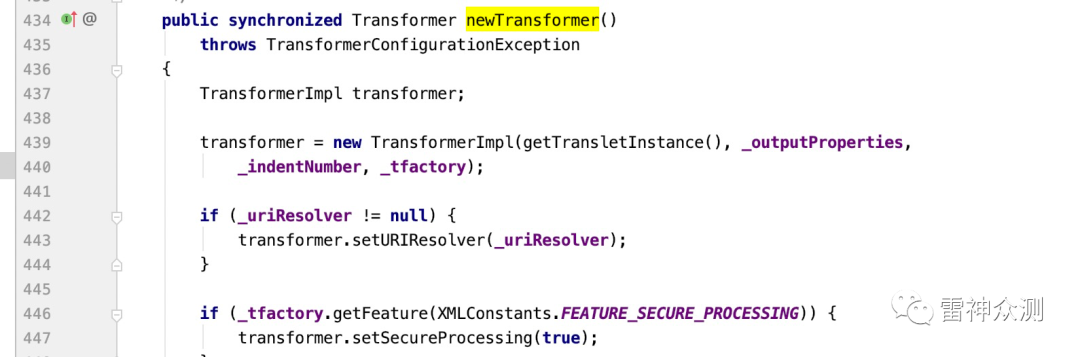 434 @ public synchronized Transformer newTransformer()
435 throws TransformerConfigurationException
436 {
437 TransformerImpl transformer;
438
439 transformer = new TransformerImpl(getTransletInstance(), _outputProperties,
440 _indentNumber, _tfactory);
441
442 if (_uriResolver != null) {
443 transformer.setURIResolver(_uriResolver);
444 }
445
446 if (_tfactory.getFeature(XMLConstants.FEATURE_SECURE_PROCESSING)) {
447 transformer.setSecureProcessing(true);
雷神众测